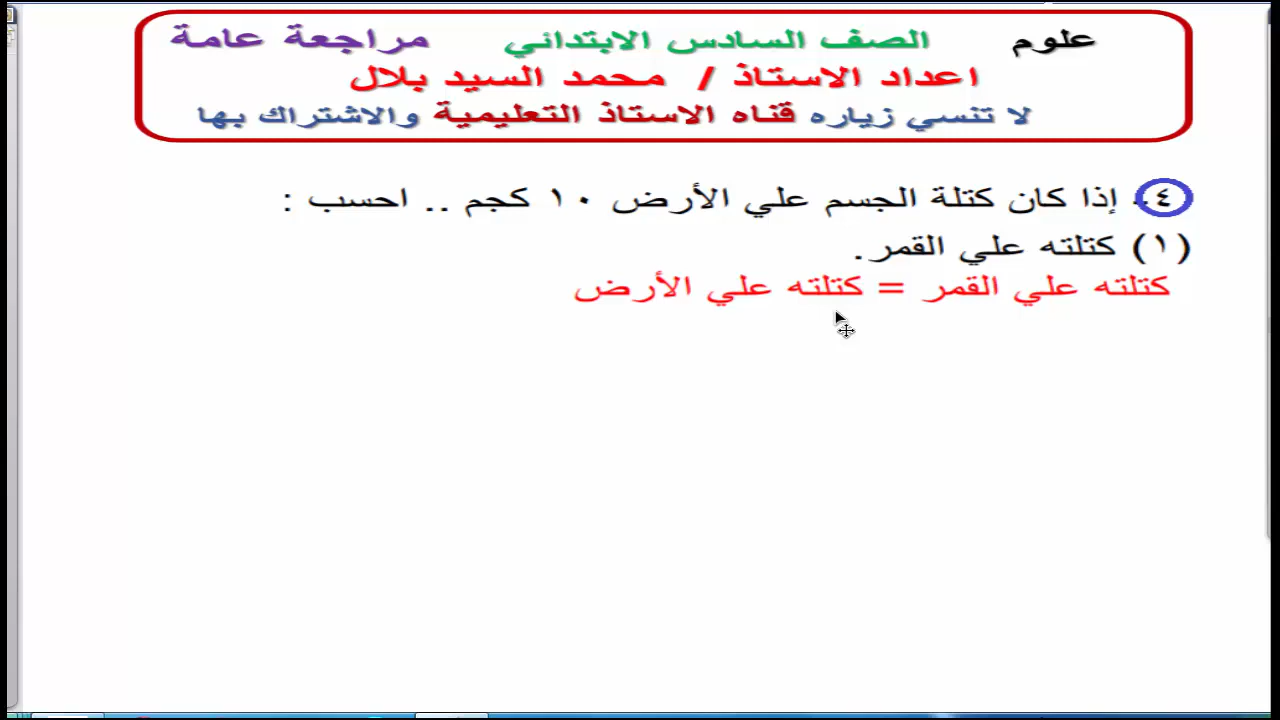 علوم الصف السادس الابتدائي مراجعة عامة
اعداد الاستاذ / محمد السيد بلال
لا تنسي زياره قناه الاستاذ التعليمية والاشتراك بها
٤- إذا كان كتلة الجسم علي الأرض ١٠ كجم .. احسب :
(١) كتلته علي القمر.
كتلته علي القمر = كتلته علي الأرض